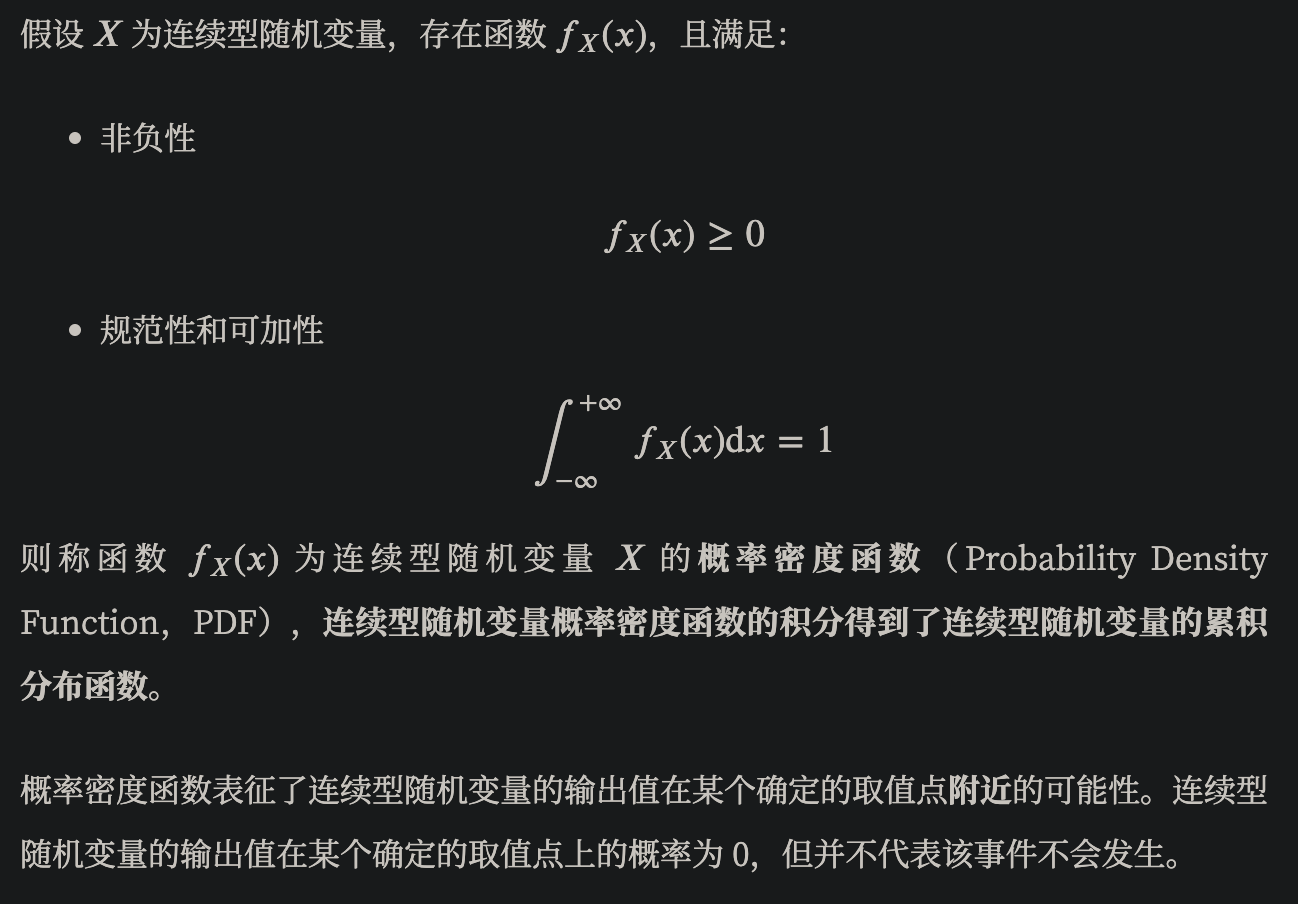 假设 X 为连续型随机变量，存在函数 f_X(x)，且满足：
• 非负性
f_X(x) ≥ 0
• 规范性和可加性
∫_{−∞}^{+∞} f_X(x)dx = 1
则称函数 f_X(x) 为连续型随机变量 X 的概率密度函数（Probability Density
Function，PDF），连续型随机变量概率密度函数的积分得到了连续型随机变量的累积
分布函数。
概率密度函数表征了连续型随机变量的输出值在某个确定的取值点附近的可能性。连续型
随机变量的输出值在某个确定的取值点上的概率为 0，但并不代表该事件不会发生。